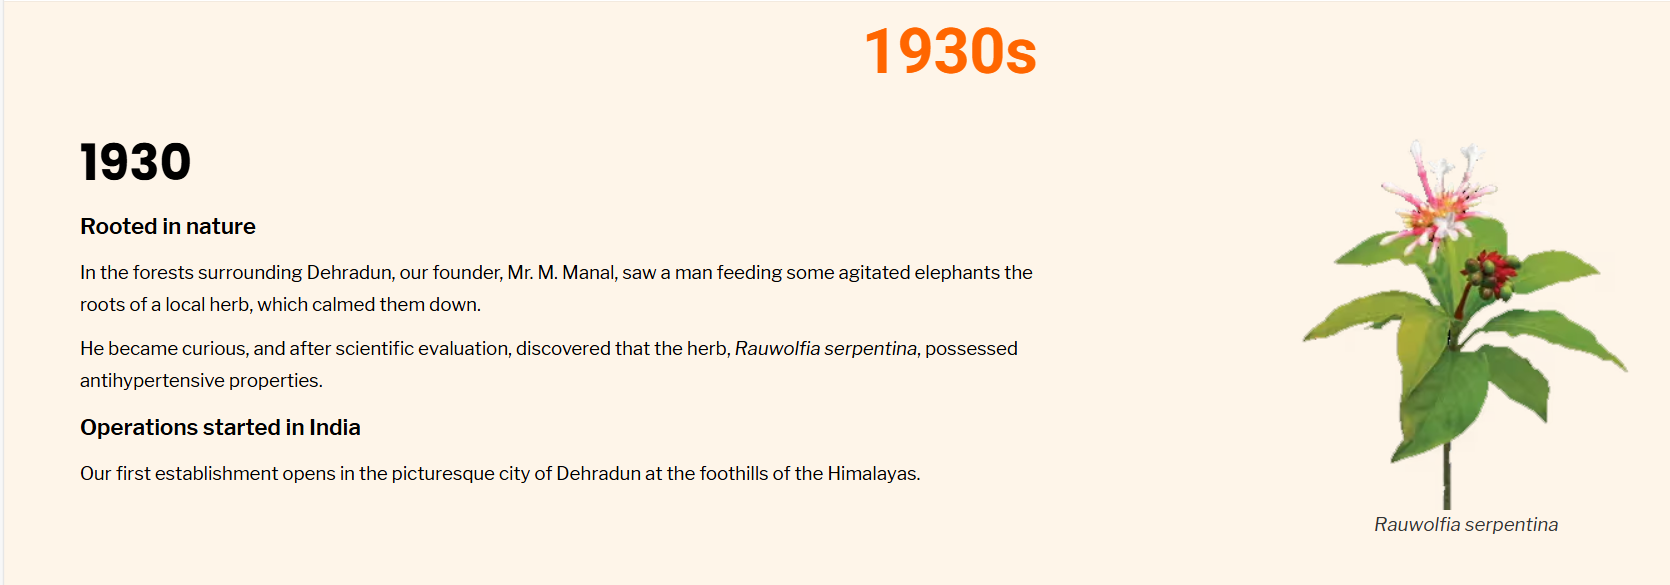 1930s
1930
Rooted in nature
In the forests surrounding Dehradun, our founder, Mr. M. Manal, saw a man feeding some agitated elephants the
roots of a local herb, which calmed them down.
He became curious, and after scientific evaluation, discovered that the herb, Rauwolfia serpentina, possessed
antihypertensive properties.
Operations started in India
Our first establishment opens in the picturesque city of Dehradun at the foothills of the Himalayas.
Rauwolfia serpentina